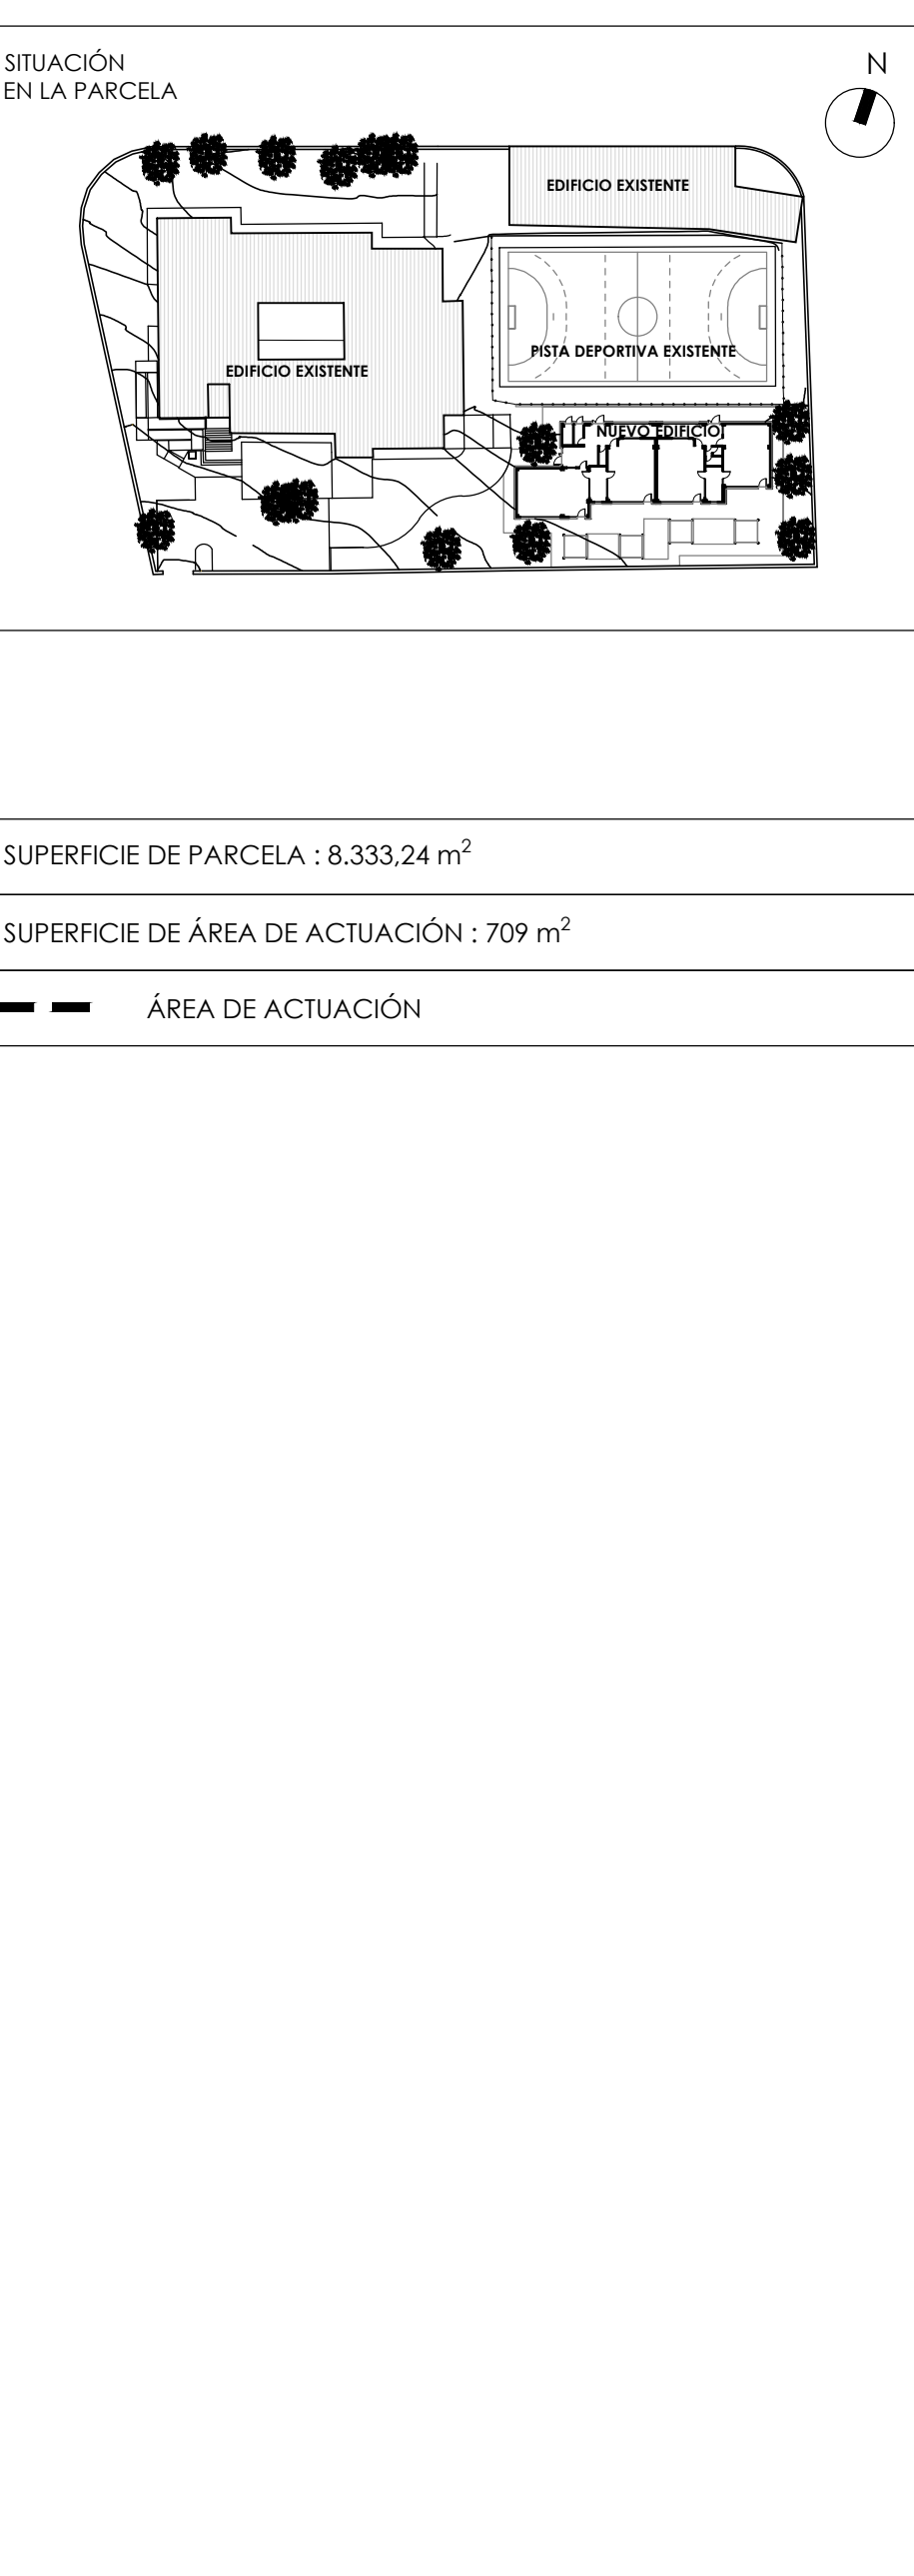 SITUACIÓN
EN LA PARCELA
N
EDIFICIO EXISTENTE
PISTA DEPORTIVA EXISTENTE
EDIFICIO EXISTENTE
NUEVO EDIFICIO
SUPERFICIE DE PARCELA : 8.333,24 m²
SUPERFICIE DE ÁREA DE ACTUACIÓN : 709 m²
ÁREA DE ACTUACIÓN